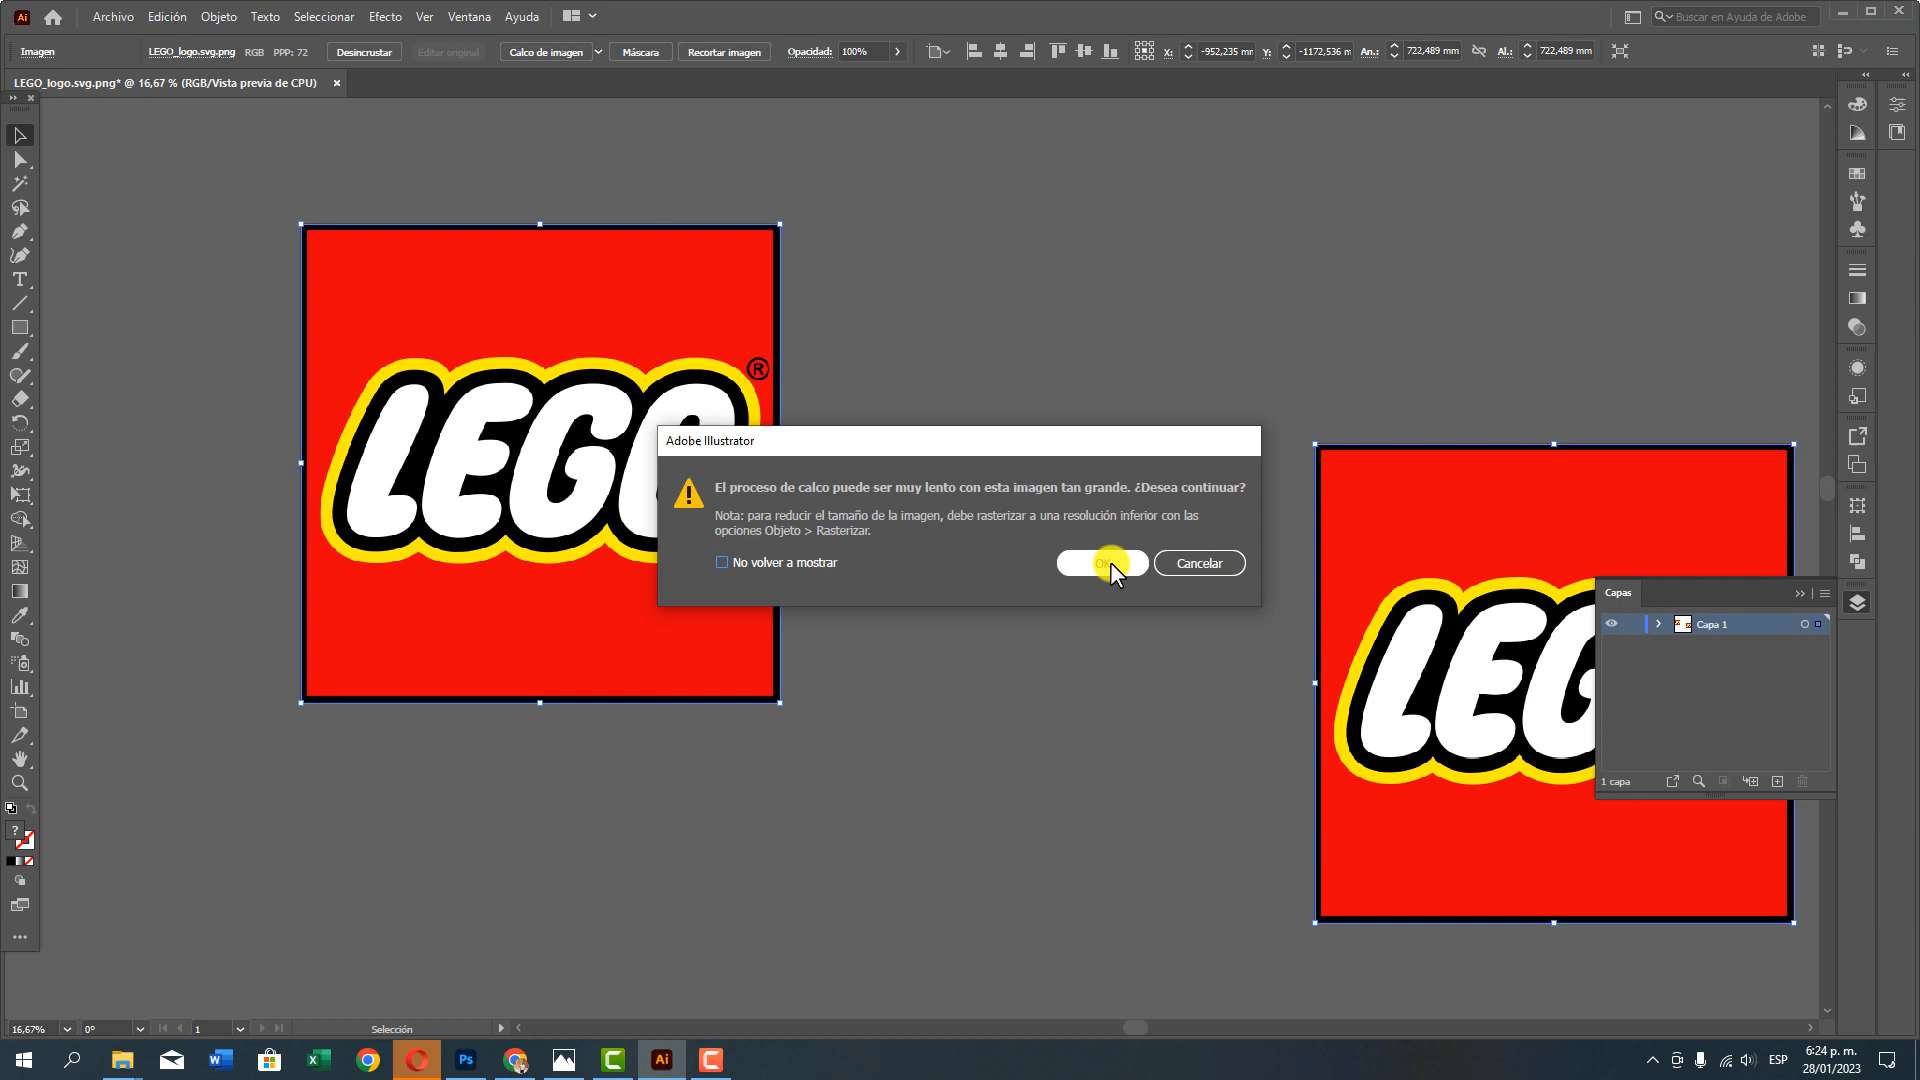 Archivo Edición Objeto Texto Seleccionar Efecto Ver Ventana Ayuda
Buscar en Ayuda de Adobe
Imagen LEGO_logo.svg.png RGB PPP: 72 Desincrustar Editar original Calco de imagen Máscara Recortar imagen Opacidad: 100% X: -952,235 mm Y: -1172,536 m An.: 722,489 mm Al.: 722,489 mm
LEGO_logo.svg.png* @ 16,67 % (RGB/Vista previa de CPU)
®
LEGO
Adobe Illustrator
El proceso de calco puede ser muy lento con esta imagen tan grande. ¿Desea continuar?
Nota: para reducir el tamaño de la imagen, debe rasterizar a una resolución inferior con las
opciones Objeto > Rasterizar.
No volver a mostrar
OK
Cancelar
LEG
Capas
Capa 1
1 capa
16,67% 0° 1 Selección
ESP
6:24 p. m.
28/01/2023